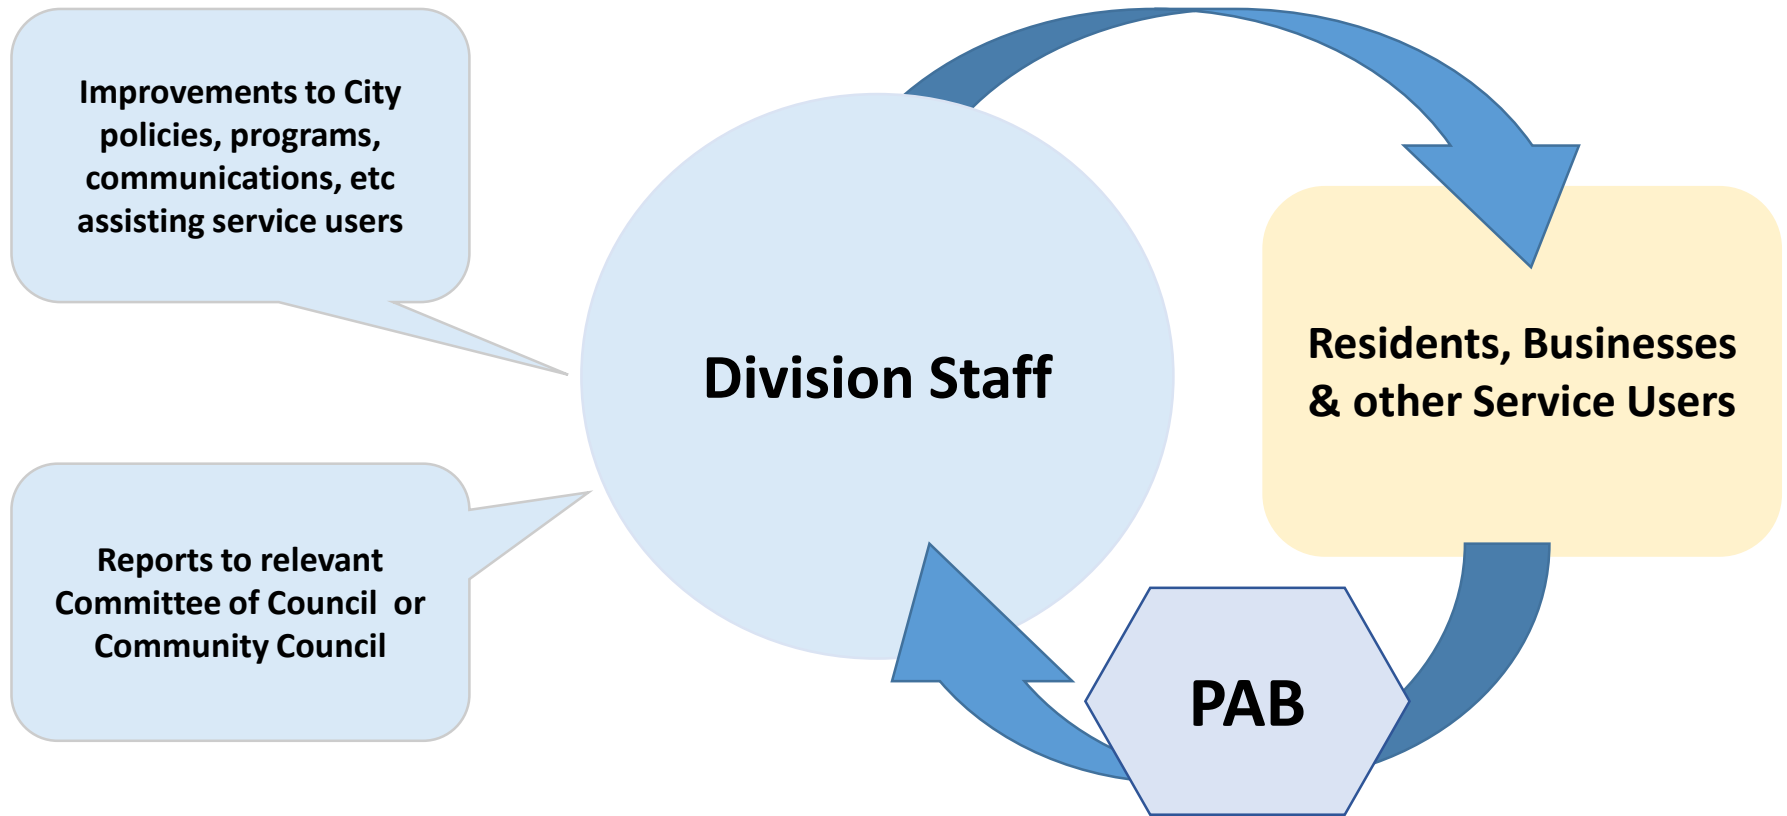 Improvements to City
policies, programs,
communications, etc
assisting service users
Division Staff
Residents, Businesses
& other Service Users
Reports to relevant
Committee of Council  or
Community Council
PAB